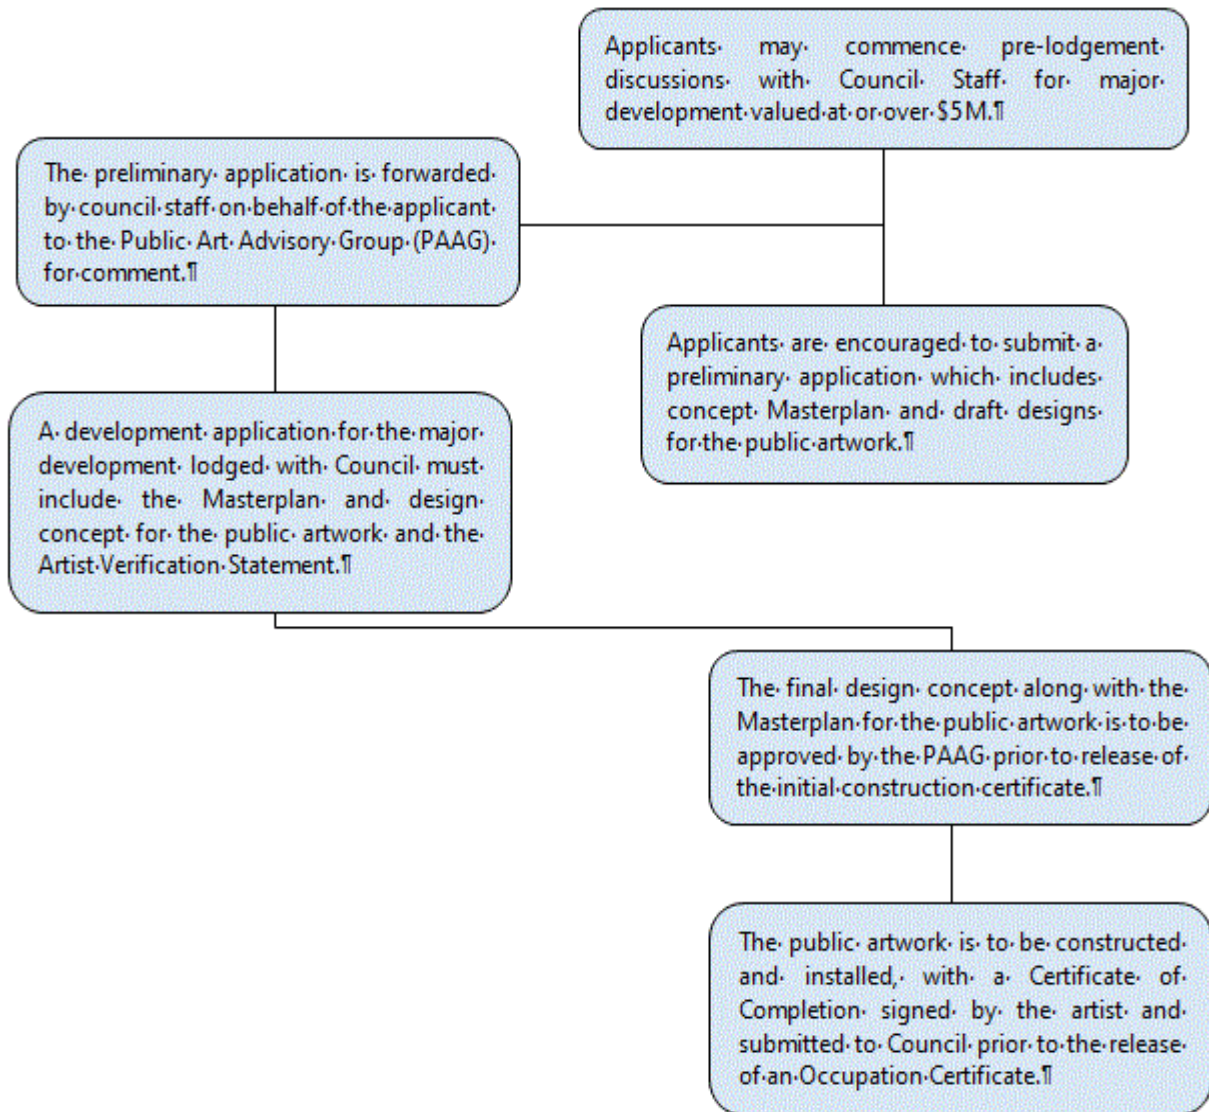 Applicants may commence pre-lodgement
discussions with Council Staff for major
development valued at or over $5M.¶
The preliminary application is forwarded
by council staff on behalf of the applicant
to the Public Art Advisory Group (PAAG)
for comment.¶
Applicants are encouraged to submit a
preliminary application which includes
concept Masterplan and draft designs
for the public artwork.¶
A development application for the major
development lodged with Council must
include the Masterplan and design
concept for the public artwork and the
Artist Verification Statement.¶
The final design concept along with the
Masterplan for the public artwork is to be
approved by the PAAG prior to release of
the initial construction certificate.¶
The public artwork is to be constructed
and installed, with a Certificate of
Completion signed by the artist and
submitted to Council prior to the release
of an Occupation Certificate.¶